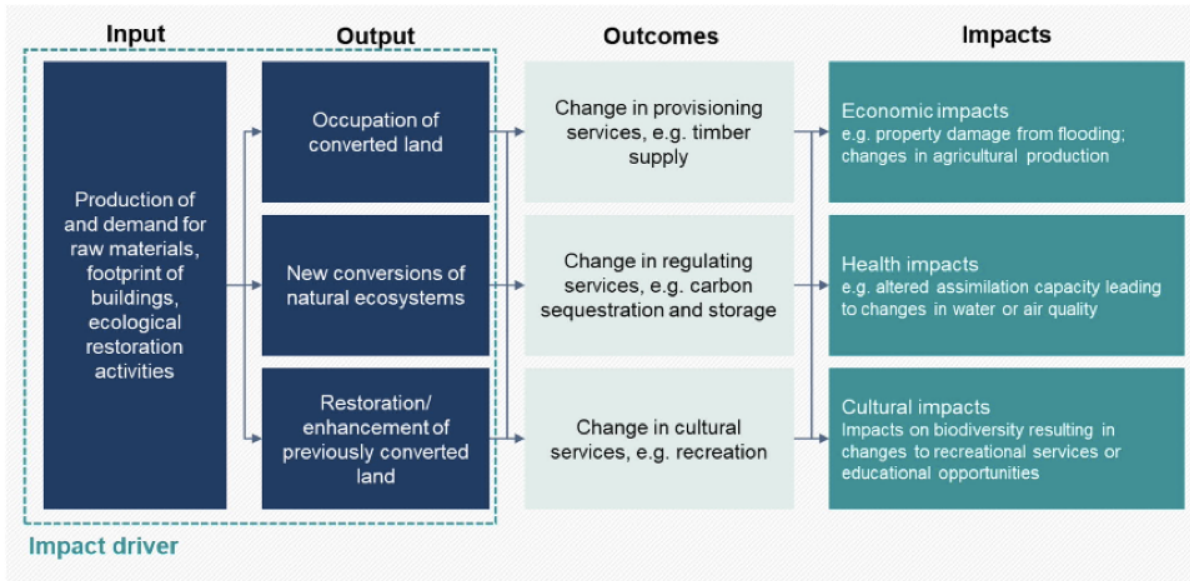 Input
Output
Outcomes
Impacts
Production of
and demand for
raw materials,
footprint of
buildings,
ecological
restoration
activities
Occupation of
converted land
New conversions of
natural ecosystems
Restoration/
enhancement of
previously converted
land
Change in provisioning
services, e.g. timber
supply
Change in regulating
services, e.g. carbon
sequestration and storage
Change in cultural
services, e.g. recreation
Economic impacts
e.g. property damage from flooding;
changes in agricultural production
Health impacts
e.g. altered assimilation capacity leading
to changes in water or air quality
Cultural impacts
Impacts on biodiversity resulting in
changes to recreational services or
educational opportunities
Impact driver